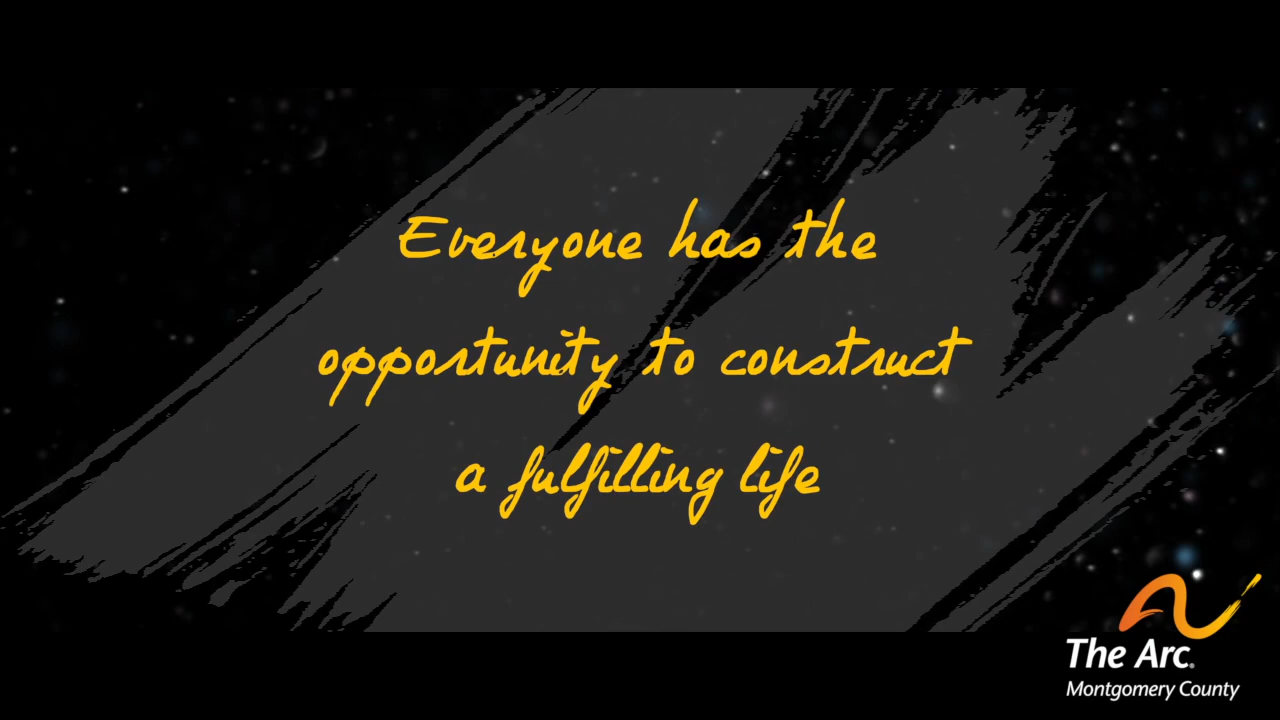 Everyone has the
opportunity to construct
a fulfilling life
The Arc®
Montgomery County